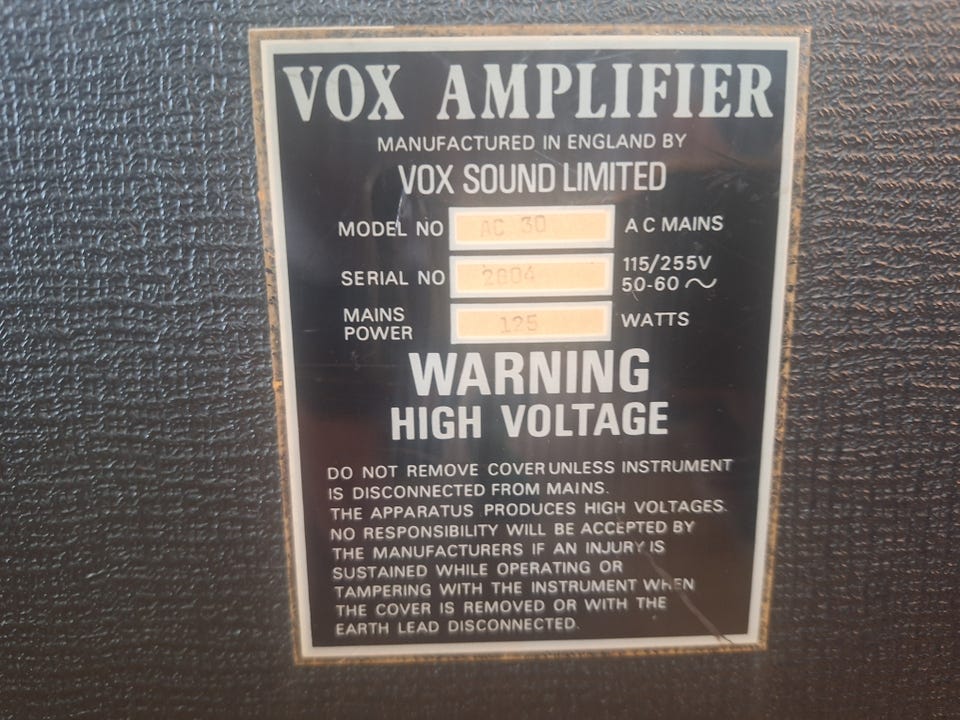 VOX AMPLIFIER
MANUFACTURED IN ENGLAND BY
VOX SOUND LIMITED
MODEL NO AC 30 A C MAINS
SERIAL NO 2804 115/255V
50-60 ~
MAINS
POWER 125 WATTS
WARNING
HIGH VOLTAGE
DO NOT REMOVE COVER UNLESS INSTRUMENT
IS DISCONNECTED FROM MAINS.
THE APPARATUS PRODUCES HIGH VOLTAGES.
NO RESPONSIBILITY WILL BE ACCEPTED BY
THE MANUFACTURERS IF AN INJURY IS
SUSTAINED WHILE OPERATING OR
TAMPERING WITH THE INSTRUMENT WHEN
THE COVER IS REMOVED OR WITH THE
EARTH LEAD DISCONNECTED.